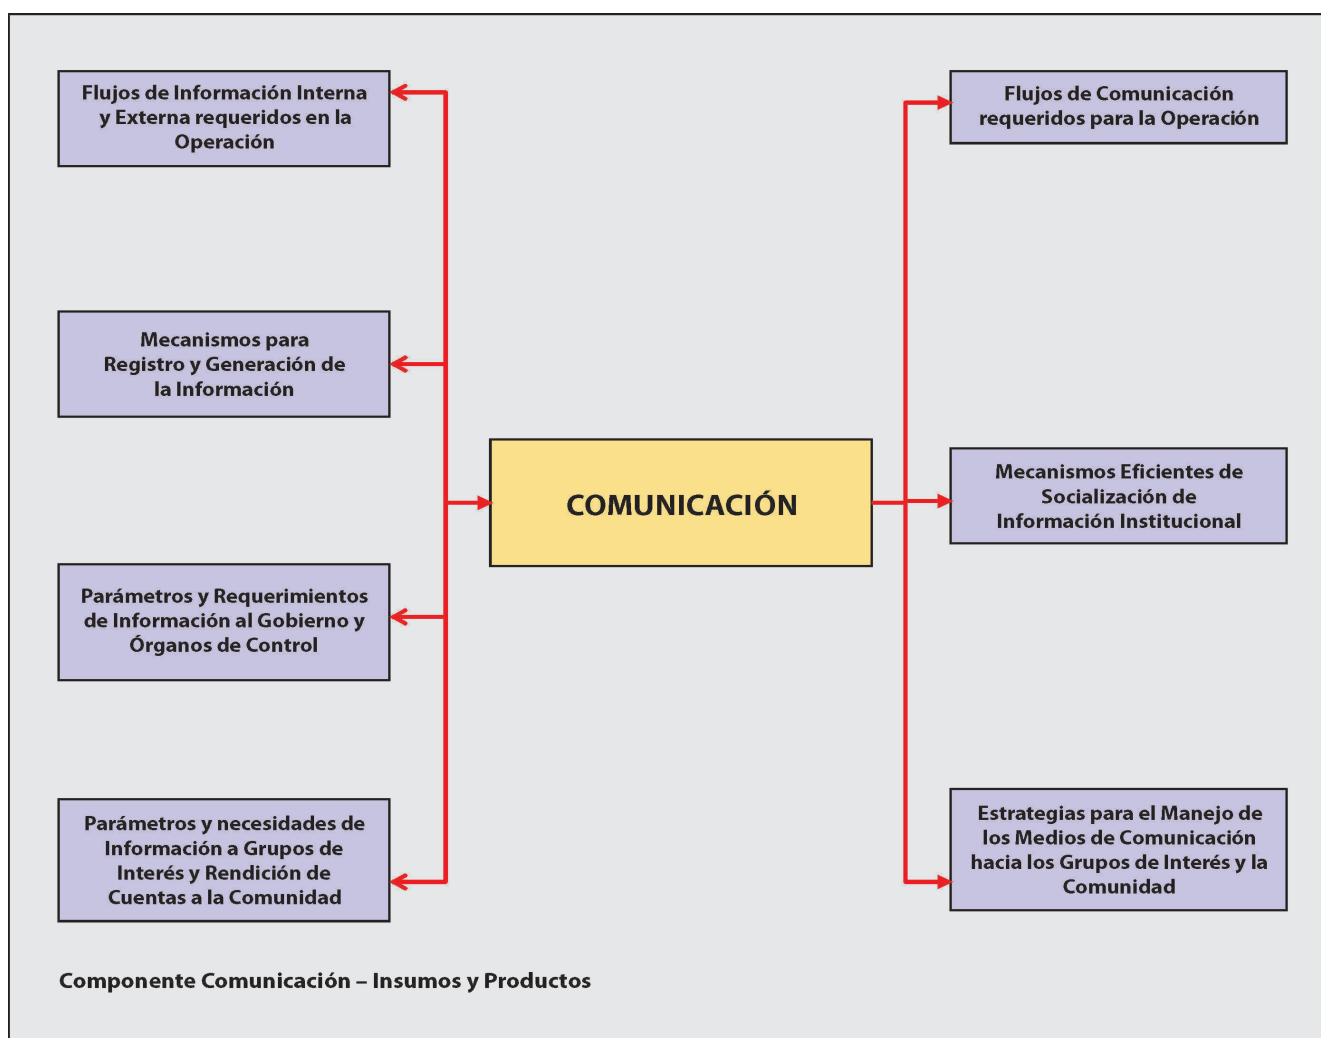 Flujos de Información Interna
y Externa requeridos en la
Operación
Mecanismos para
Registro y Generación de
la Información
Parámetros y Requerimientos
de Información al Gobierno y
Órganos de Control
Parámetros y necesidades de
Información a Grupos de
Interés y Rendición de
Cuentas a la Comunidad
COMUNICACIÓN
Flujos de Comunicación
requeridos para la Operación
Mecanismos Eficientes de
Socialización de
Información Institucional
Estrategias para el Manejo de
los Medios de Comunicación
hacia los Grupos de Interés y la
Comunidad
Componente Comunicación – Insumos y Productos